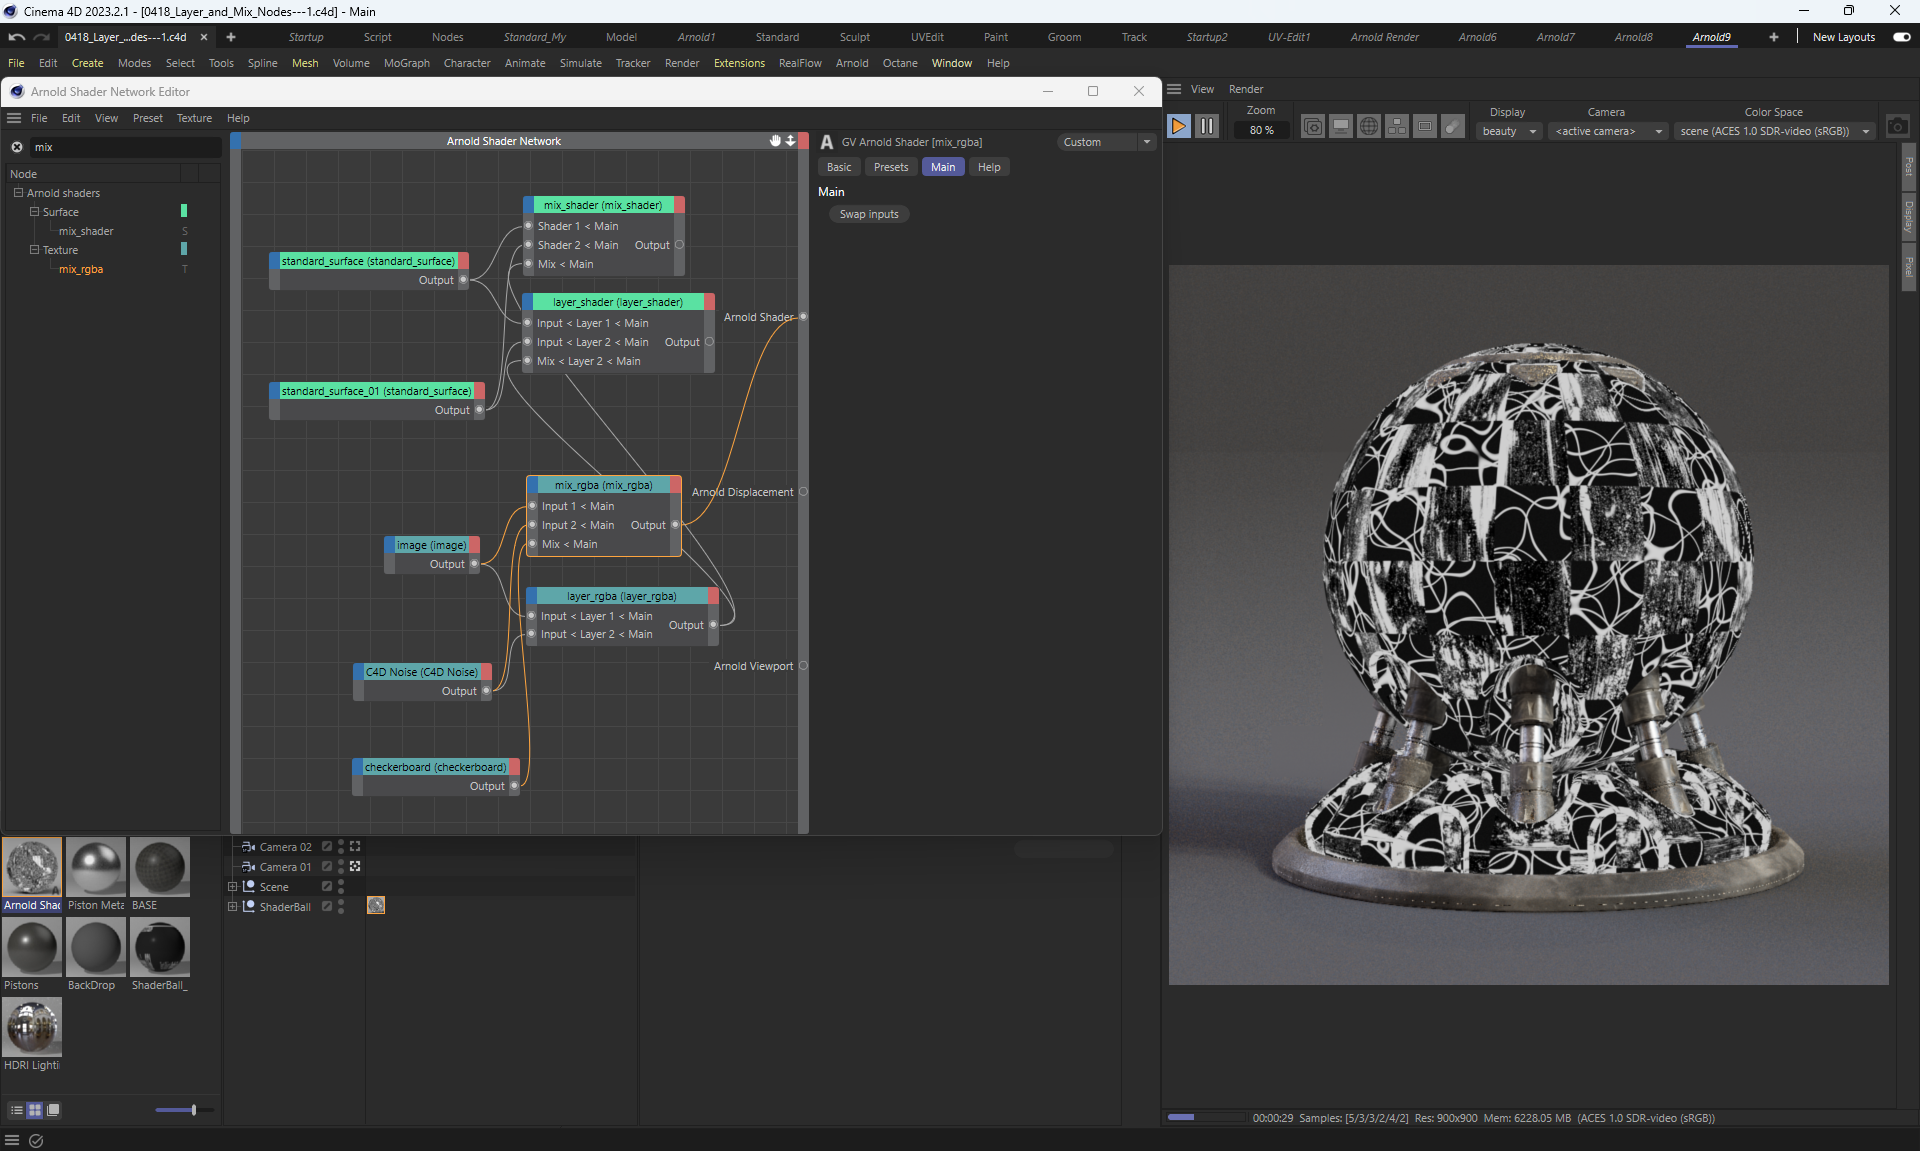 Cinema 4D 2023.2.1 - [0418_Layer_and_Mix_Nodes---1.c4d] - Main
0418_Layer_...des---1.c4d
Startup Script Nodes Standard_My Model Arnold1 Standard Sculpt UVEdit Paint Groom Track Startup2 UV-Edit1 Arnold Render Arnold6 Arnold7 Arnold8 Arnold9 New Layouts
File Edit Create Modes Select Tools Spline Mesh Volume MoGraph Character Animate Simulate Tracker Render Extensions RealFlow Arnold Octane Window Help
Arnold Shader Network Editor
File Edit View Preset Texture Help
mix
Node
Arnold shaders
Surface
mix_shader S
Texture
mix_rgba T
Arnold Shader Network
mix_shader (mix_shader)
Shader 1 < Main
Shader 2 < Main Output
Mix < Main
standard_surface (standard_surface)
Output
layer_shader (layer_shader)
Input < Layer 1 < Main
Input < Layer 2 < Main Output
Mix < Layer 2 < Main
Arnold Shader
standard_surface_01 (standard_surface)
Output
mix_rgba (mix_rgba)
Input 1 < Main
Input 2 < Main Output
Mix < Main
Arnold Displacement
image (image)
Output
layer_rgba (layer_rgba)
Input < Layer 1 < Main
Output
Input < Layer 2 < Main
Arnold Viewport
C4D Noise (C4D Noise)
Output
checkerboard (checkerboard)
Output
GV Arnold Shader [mix_rgba]
Custom
Basic Presets Main Help
Main
Swap inputs
View Render
Zoom
80 %
Display
beauty
Camera
<active camera>
Color Space
scene (ACES 1.0 SDR-video (sRGB))
Post
Display
Pixel
Arnold Shac
Piston Meta
BASE
Pistons
BackDrop
ShaderBall_
HDRI Lighti
Camera 02
Camera 01
Scene
ShaderBall
00:00:29 Samples: [5/3/3/2/4/2] Res: 900x900 Mem: 6228.05 MB (ACES 1.0 SDR-video (sRGB))